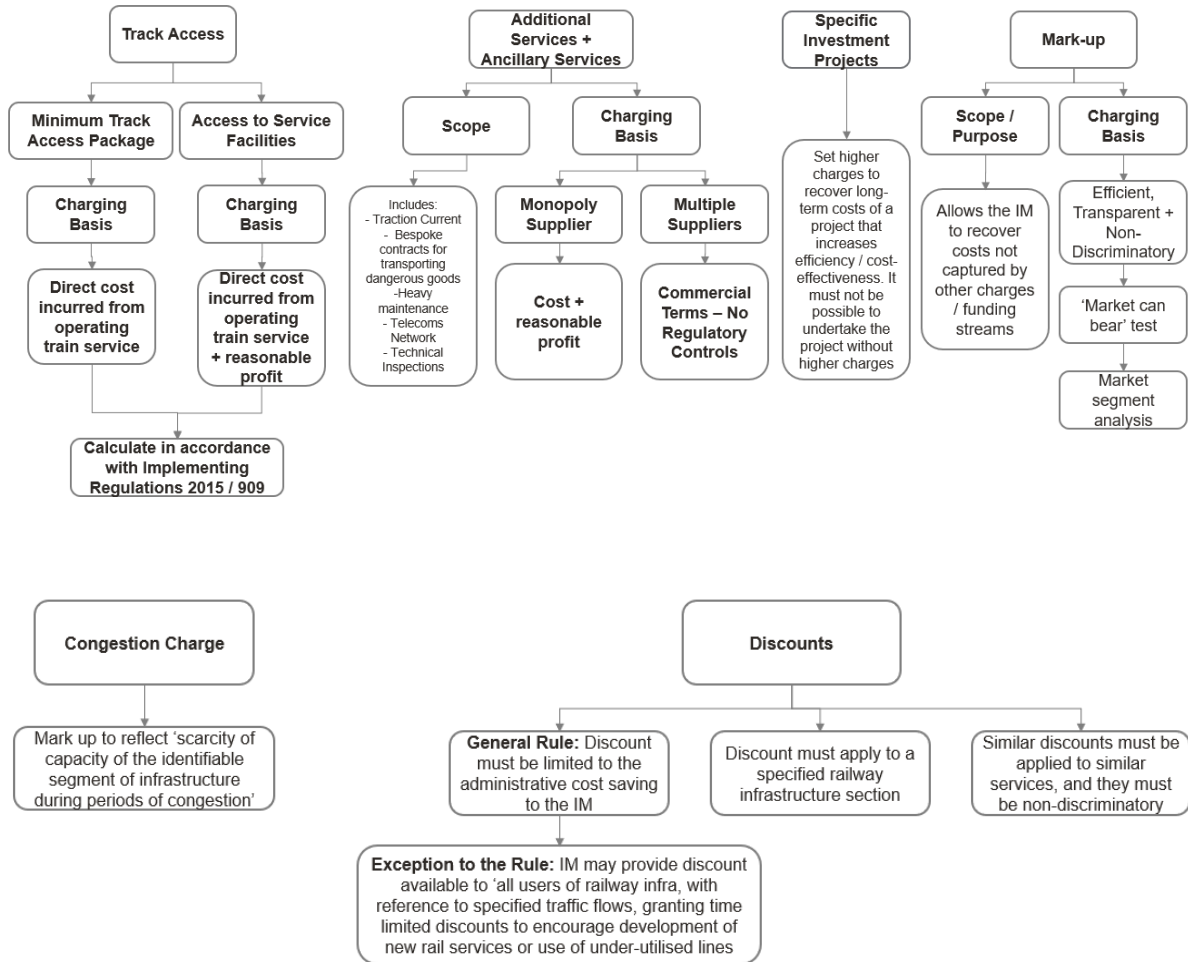 Track Access
Minimum Track
Access Package
Access to Service
Facilities
Charging
Basis
Charging
Basis
Direct cost
incurred from
operating
train service
Direct cost
incurred from
operating
train service
+ reasonable
profit
Calculate in accordance
with Implementing
Regulations 2015 / 909
Additional
Services +
Ancillary Services
Scope
Charging
Basis
Includes:
- Traction Current
- Bespoke
contracts for
transporting
dangerous goods
-Heavy
maintenance
- Telecoms
Network
- Technical
Inspections
Monopoly
Supplier
Multiple
Suppliers
Cost +
reasonable
profit
Commercial
Terms – No
Regulatory
Controls
Specific
Investment
Projects
Set higher
charges to
recover long-
term costs of a
project that
increases
efficiency / cost-
effectiveness. It
must not be
possible to
undertake the
project without
higher charges
Mark-up
Scope /
Purpose
Charging
Basis
Allows the IM
to recover
costs not
captured by
other charges
/ funding
streams
Efficient,
Transparent +
Non-
Discriminatory
‘Market can
bear’ test
Market
segment
analysis
Congestion Charge
Mark up to reflect ‘scarcity of
capacity of the identifiable
segment of infrastructure
during periods of congestion’
Discounts
General Rule: Discount
must be limited to the
administrative cost saving
to the IM
Discount must apply to a
specified railway
infrastructure section
Similar discounts must be
applied to similar
services, and they must
be non-discriminatory
Exception to the Rule: IM may provide discount
available to ‘all users of railway infra, with
reference to specified traffic flows, granting time
limited discounts to encourage development of
new rail services or use of under-utilised lines